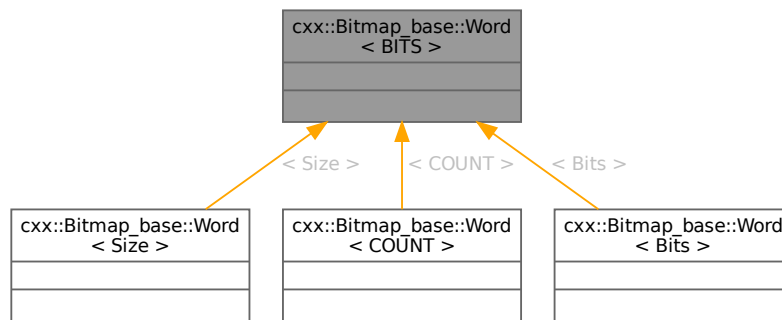 cxx::Bitmap_base::Word
< BITS >
< Size >
< COUNT >
< Bits >
cxx::Bitmap_base::Word
< Size >
cxx::Bitmap_base::Word
< COUNT >
cxx::Bitmap_base::Word
< Bits >